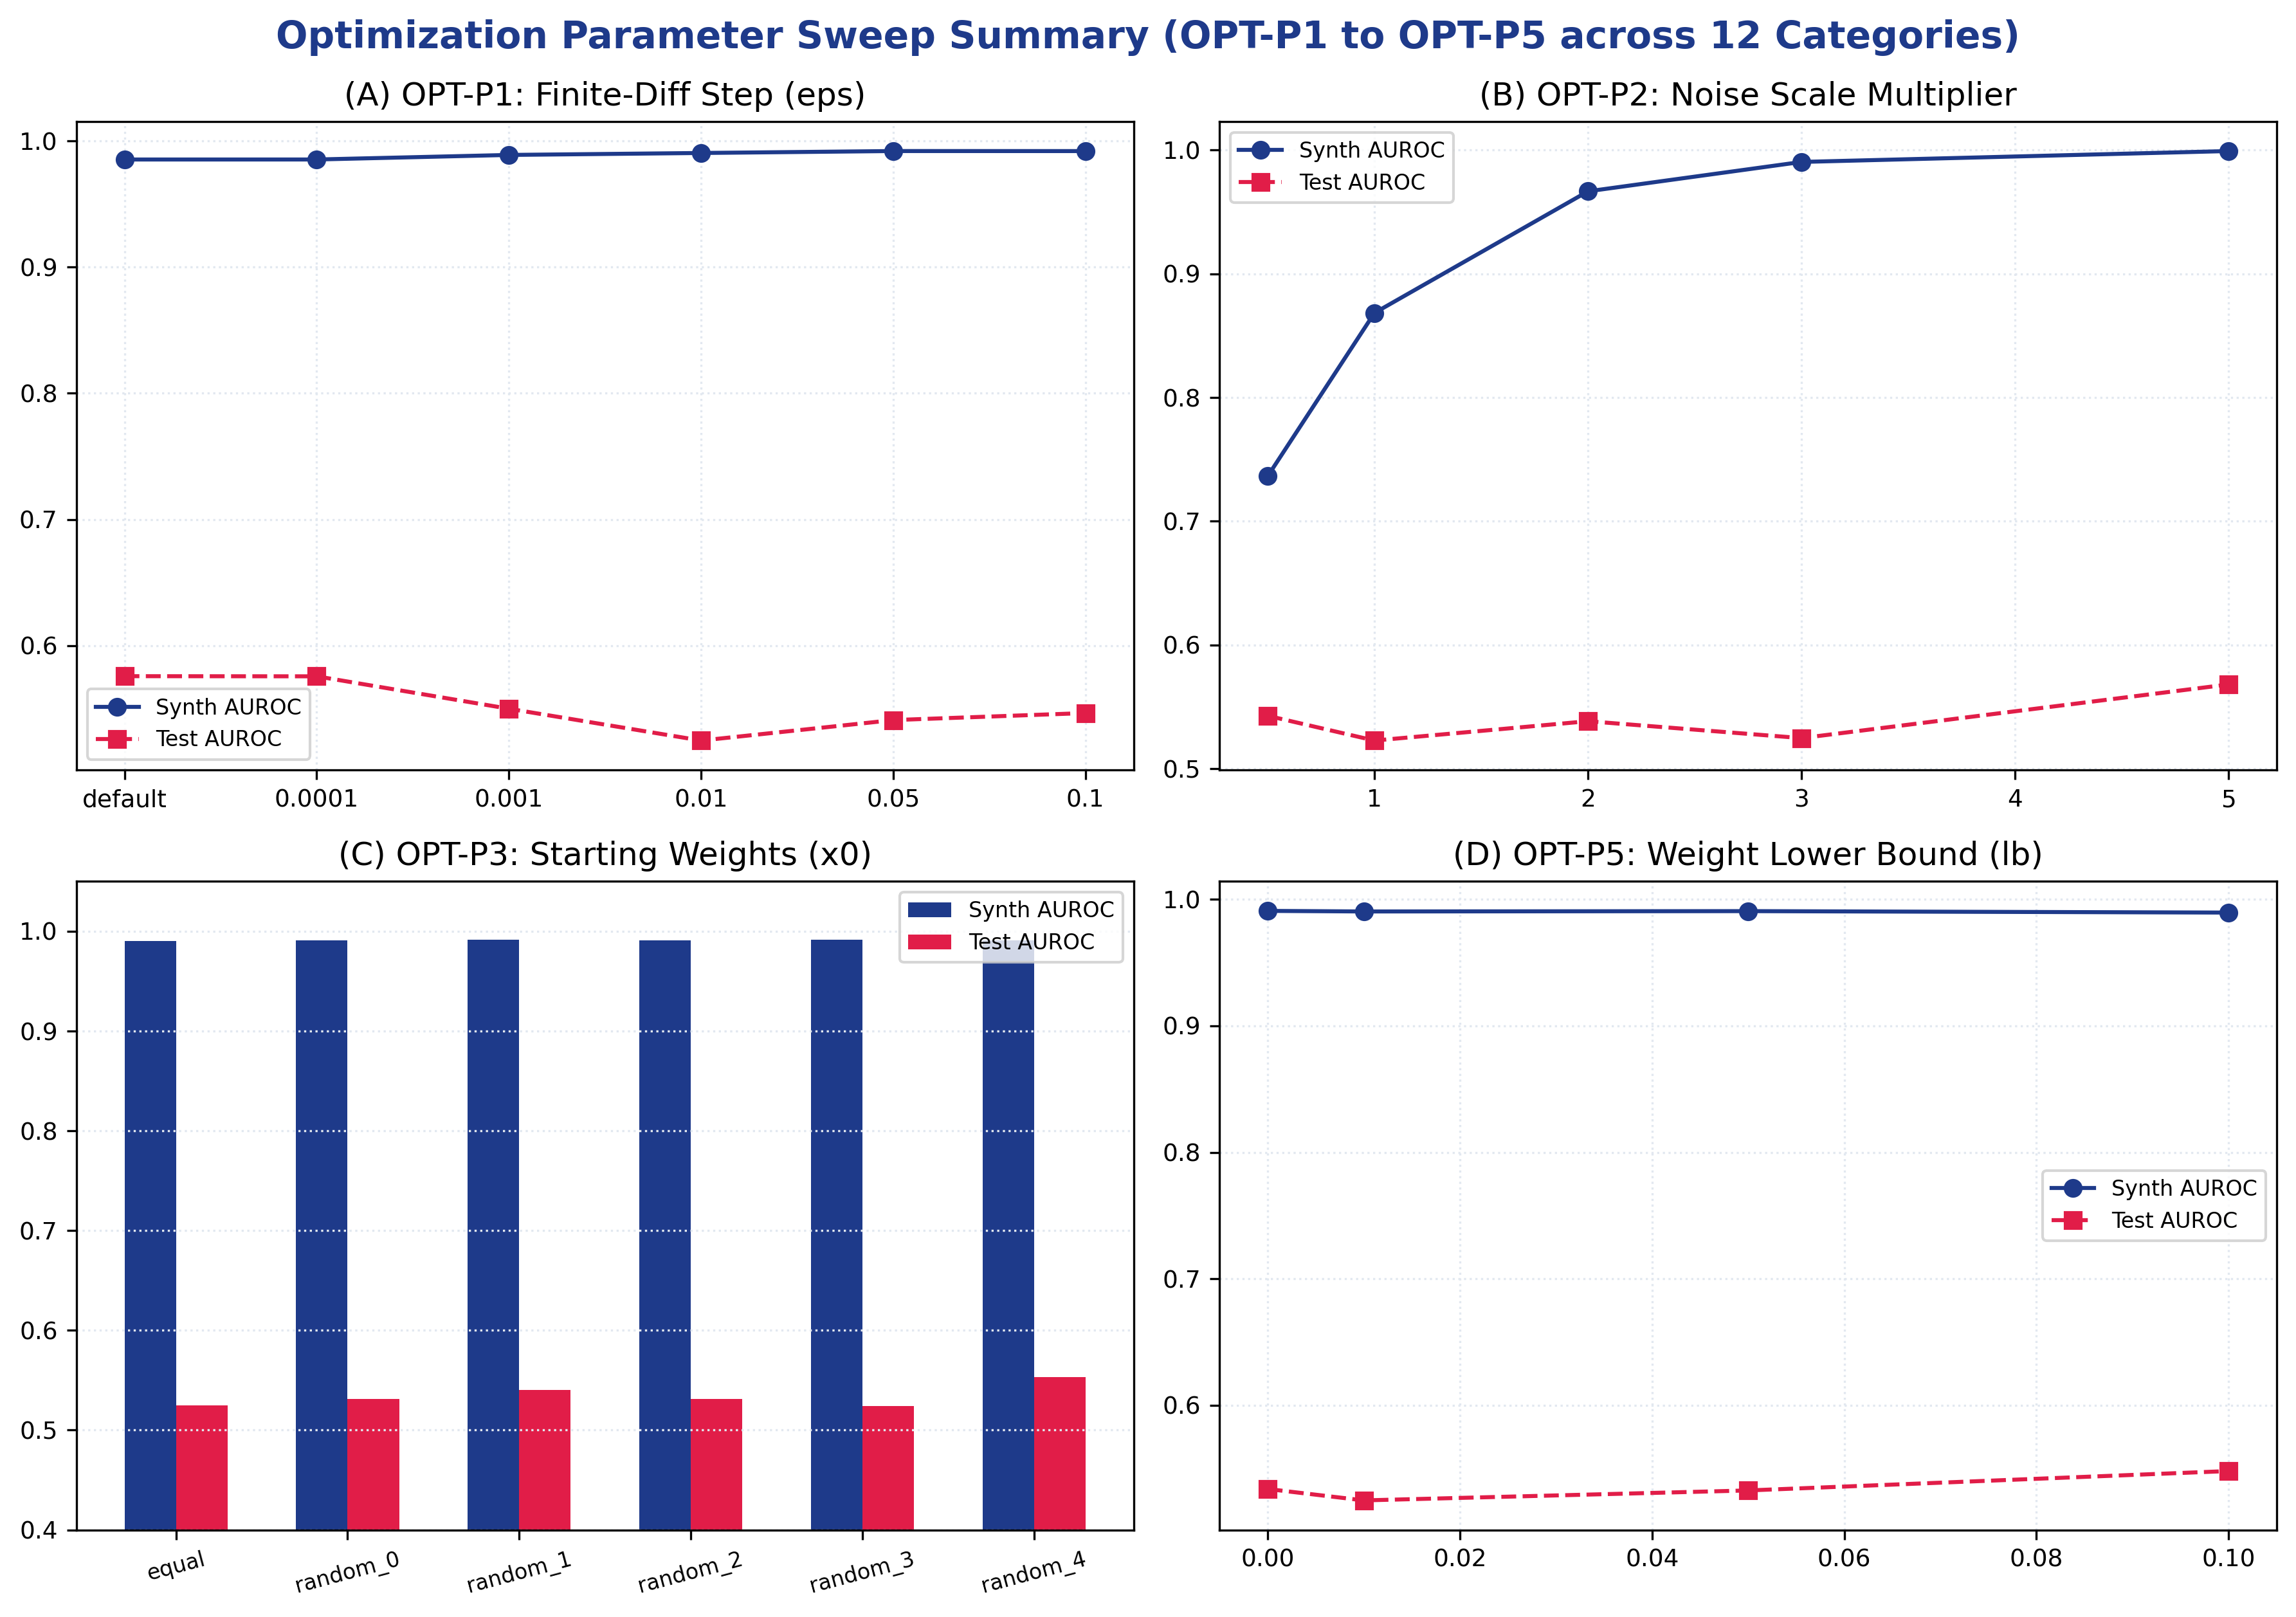 Optimization Parameter Sweep Summary (OPT-P1 to OPT-P5 across 12 Categories)
(A) OPT-P1: Finite-Diff Step (eps)
1.0
0.9
0.8
0.7
0.6
Synth AUROC
Test AUROC
default 0.0001 0.001 0.01 0.05 0.1
(B) OPT-P2: Noise Scale Multiplier
Synth AUROC
Test AUROC
1.0
0.9
0.8
0.7
0.6
0.5
1 2 3 4 5
(C) OPT-P3: Starting Weights (x0)
Synth AUROC
Test AUROC
1.0
0.9
0.8
0.7
0.6
0.5
0.4
equal random_0 random_1 random_2 random_3 random_4
(D) OPT-P5: Weight Lower Bound (lb)
1.0
0.9
0.8
0.7
0.6
Synth AUROC
Test AUROC
0.00 0.02 0.04 0.06 0.08 0.10